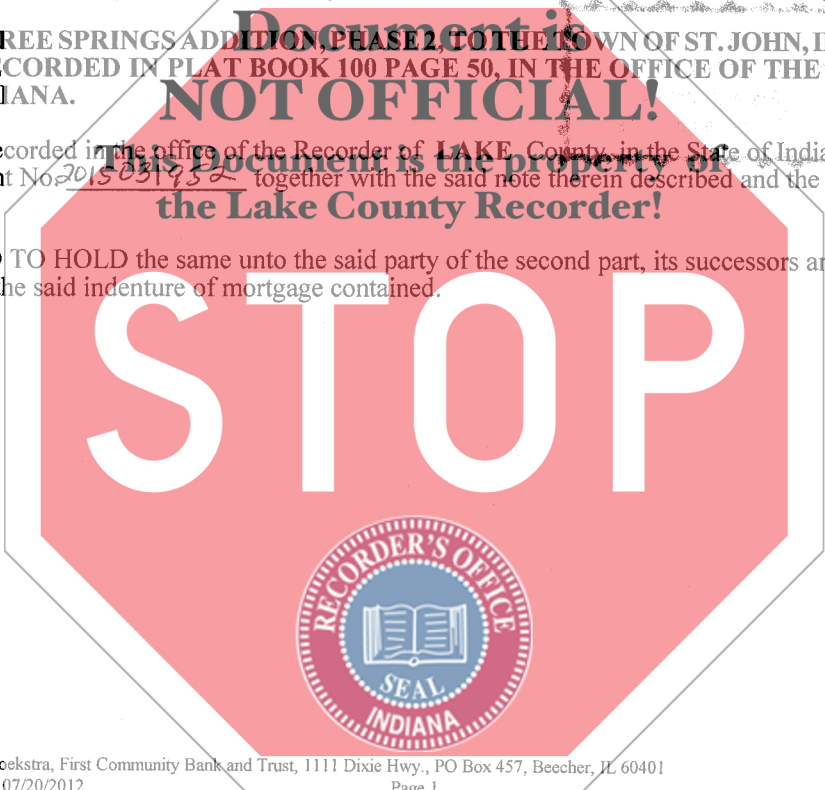 Document is
REE SPRINGS ADDITION, PHASE 2, TO THE TOWN OF ST. JOHN,
CORDED IN PLAT BOOK 100 PAGE 50, IN THE OFFICE OF THE
IANA.
NOT OFFICIAL!
ecorded in the office of the Recorder of LAKE County, in the State of Indi
This Document is the property of
t No. together with the said note therein described and the
the Lake County Recorder!
TO HOLD the same unto the said party of the second part, its successors an
he said indenture of mortgage contained.
STOP
RECORDER'S OFFICE
SEAL
INDIANA
oekstra, First Community Bank and Trust, 1111 Dixie Hwy., PO Box 457, Beecher, IL 60401
07/20/2012
Page 1